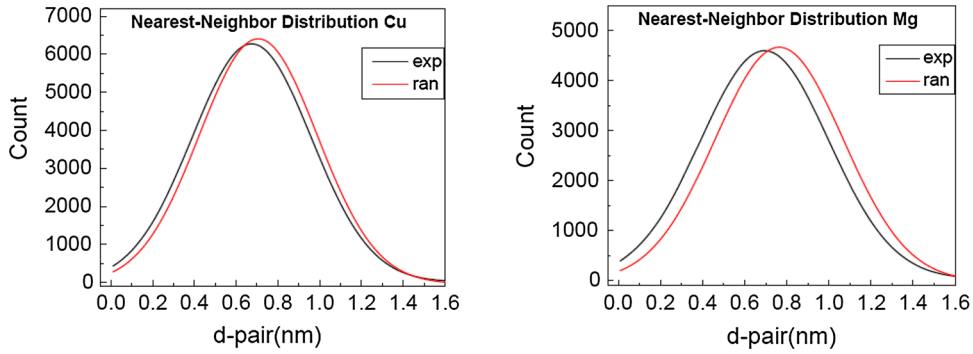 Nearest-Neighbor Distribution Cu
7000
6000
5000
4000
3000
2000
1000
0
Count
exp
ran
0.0 0.2 0.4 0.6 0.8 1.0 1.2 1.4 1.6
d-pair(nm)
Nearest-Neighbor Distribution Mg
5000
4000
3000
2000
1000
0
Count
exp
ran
0.0 0.2 0.4 0.6 0.8 1.0 1.2 1.4 1.6
d-pair(nm)